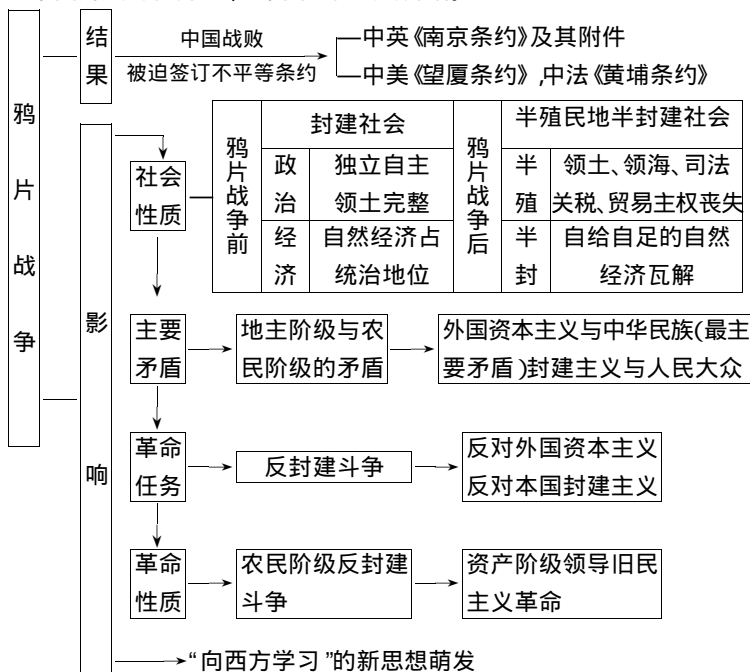 鸦片战争
结果
中国战败
被迫签订不平等条约
中英《南京条约》及其附件
中美《望厦条约》,中法《黄埔条约》
影响
社会
性质
鸦片战争前
封建社会
政治
独立自主
领土完整
经济
自然经济占
统治地位
鸦片战争后
半殖民地半封建社会
半殖
领土、领海、司法
关税、贸易主权丧失
半封
自给自足的自然
经济瓦解
主要
矛盾
地主阶级与农
民阶级的矛盾
外国资本主义与中华民族(最主
要矛盾)封建主义与人民大众
革命
任务
反封建斗争
反对外国资本主义
反对本国封建主义
革命
性质
农民阶级反封建
斗争
资产阶级领导旧民
主义革命
“向西方学习”的新思想萌发